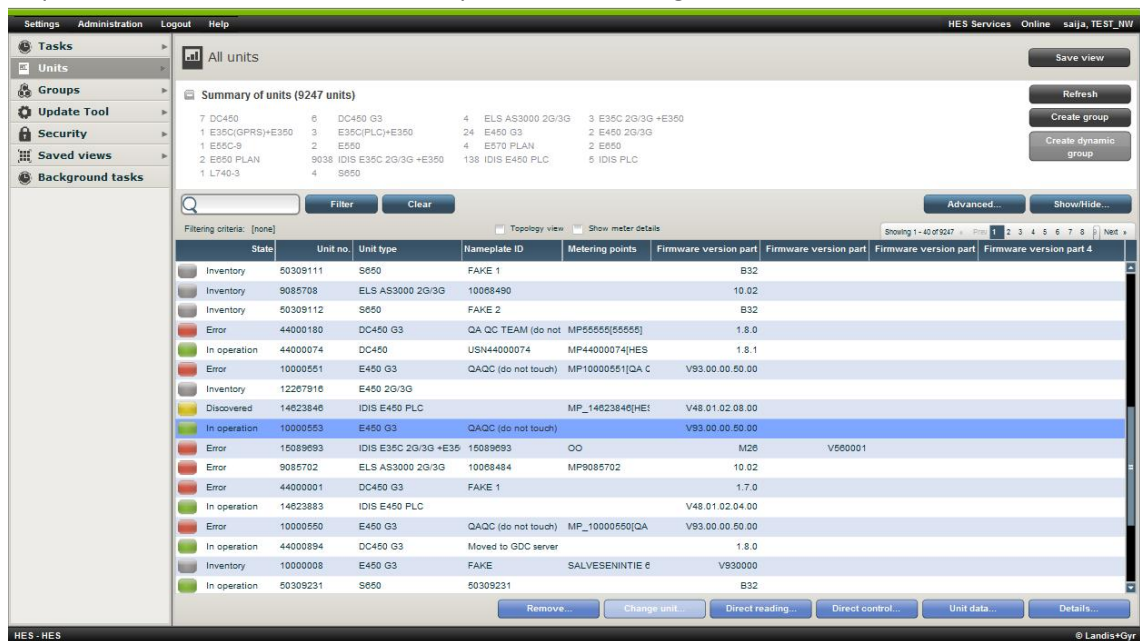 Settings Administration Logout Help HES Services Online saija, TEST_NW
Tasks
Units
Groups
Update Tool
Security
Saved views
Background tasks
All units
Save view
Summary of units (9247 units)
Refresh
Create group
Create dynamic group
7 DC450 6 DC450 G3 4 ELS AS3000 2G/3G 3 E35C 2G/3G +E350
1 E35C(GPRS)+E350 3 E35C(PLC)+E350 24 E450 G3 2 E450 2G/3G
1 E55C-9 2 E550 4 E570 PLAN 2 E650
2 E650 PLAN 9038 IDIS E35C 2G/3G +E350 138 IDIS E450 PLC 5 IDIS PLC
1 L740-3 4 S650
Filter Clear Advanced... Show/Hide...
Filtering criteria: [none] Topology view Show meter details Showing 1 - 40 of 9247 « Prev 1 2 3 4 5 6 7 8 Next »
State Unit no. Unit type Nameplate ID Metering points Firmware version part Firmware version part Firmware version part Firmware version part 4
Inventory 50309111 S650 FAKE 1 B32
Inventory 9085708 ELS AS3000 2G/3G 10068490 10.02
Inventory 50309112 S650 FAKE 2 B32
Error 44000180 DC450 G3 QA QC TEAM (do not MP55555[55555] 1.8.0
In operation 44000074 DC450 USN44000074 MP44000074[HES 1.8.1
Error 10000551 E450 G3 QAQC (do not touch) MP10000551[QA C V93.00.00.50.00
Inventory 12267916 E450 2G/3G
Discovered 14623846 IDIS E450 PLC MP_14623846[HE: V48.01.02.08.00
In operation 10000553 E450 G3 QAQC (do not touch) V93.00.00.50.00
Error 15089693 IDIS E35C 2G/3G +E35 15089693 OO M26 V560001
Error 9085702 ELS AS3000 2G/3G 10068484 MP9085702 10.02
Error 44000001 DC450 G3 FAKE 1 1.7.0
In operation 14623883 IDIS E450 PLC V48.01.02.04.00
Error 10000550 E450 G3 QAQC (do not touch) MP_10000550[QA V93.00.00.50.00
In operation 44000894 DC450 G3 Moved to GDC server 1.8.0
Inventory 10000008 E450 G3 FAKE SALVESENINTIE 6 V930000
In operation 50309231 S650 50309231 B32
Remove... Change unit... Direct reading... Direct control... Unit data... Details...
HES - HES © Landis+Gyr